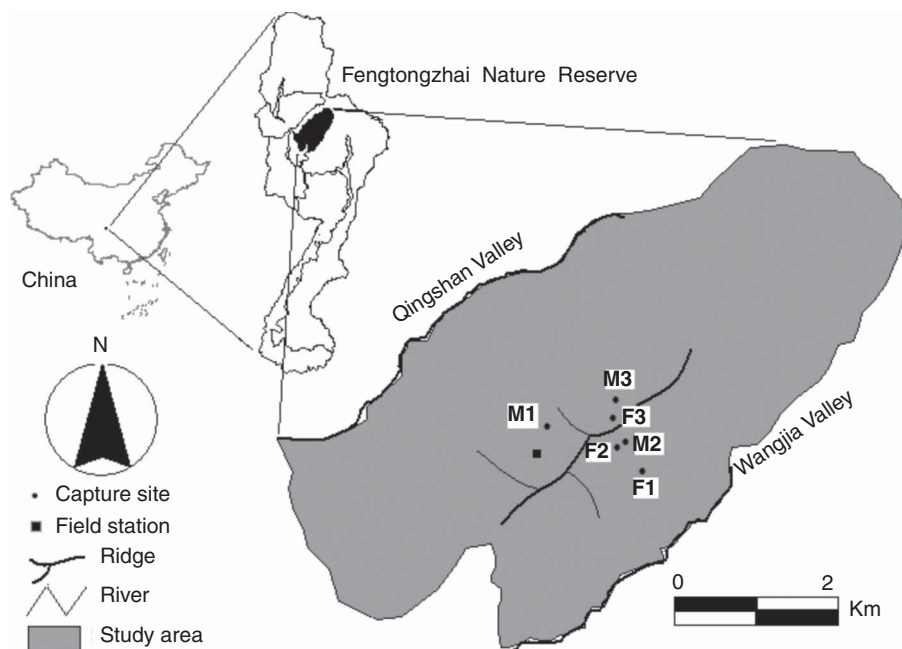 Fengtongzhai Nature Reserve
China
Qingshan Valley
Wangjia Valley
M3
M1
F3
F2
M2
F1
N
Capture site
Field station
Ridge
River
Study area
0 2
Km